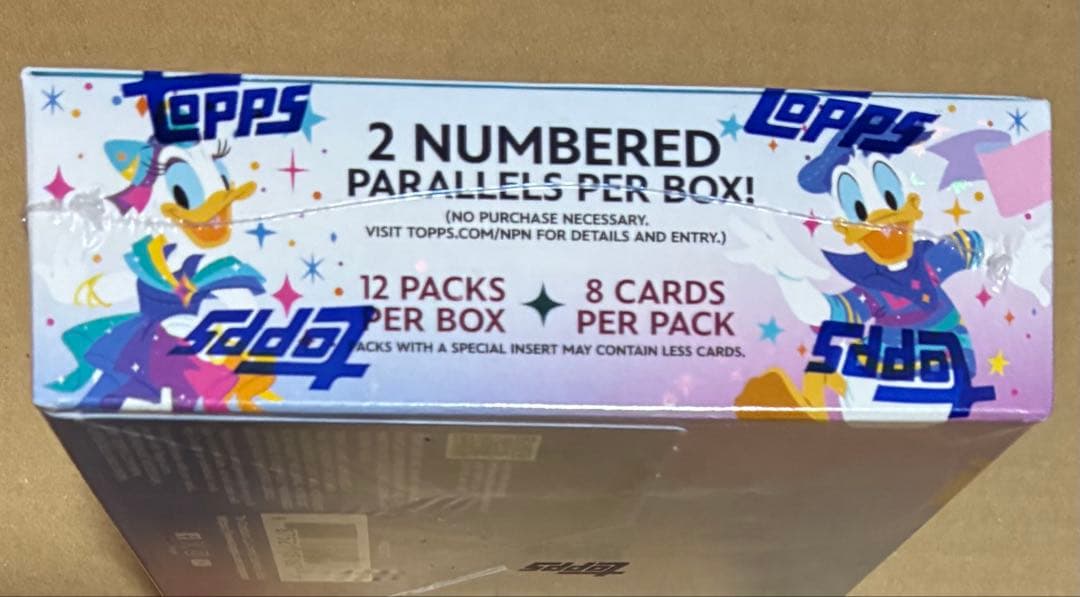 topps
topps
2 NUMBERED
PARALLELS PER BOX!
(NO PURCHASE NECESSARY.
VISIT TOPPS.COM/NPN FOR DETAILS AND ENTRY.)
12 PACKS
PER BOX
8 CARDS
PER PACK
ACKS WITH A SPECIAL INSERT MAY CONTAIN LESS CARDS.
topps
topps
topps